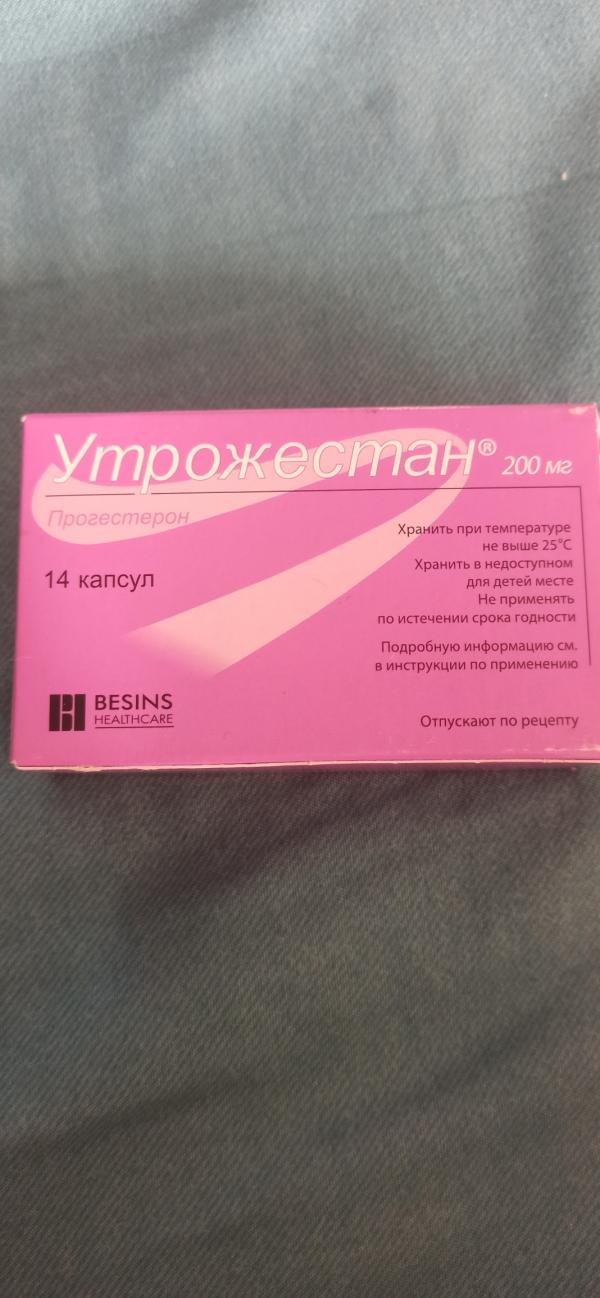 Утрожестан® 200 мг
Прогестерон
14 капсул
Хранить при температуре
не выше 25°C
Хранить в недоступном
для детей месте
Не применять
по истечении срока годности
Подробную информацию см.
в инструкции по применению
BESINS
HEALTHCARE
Отпускают по рецепту